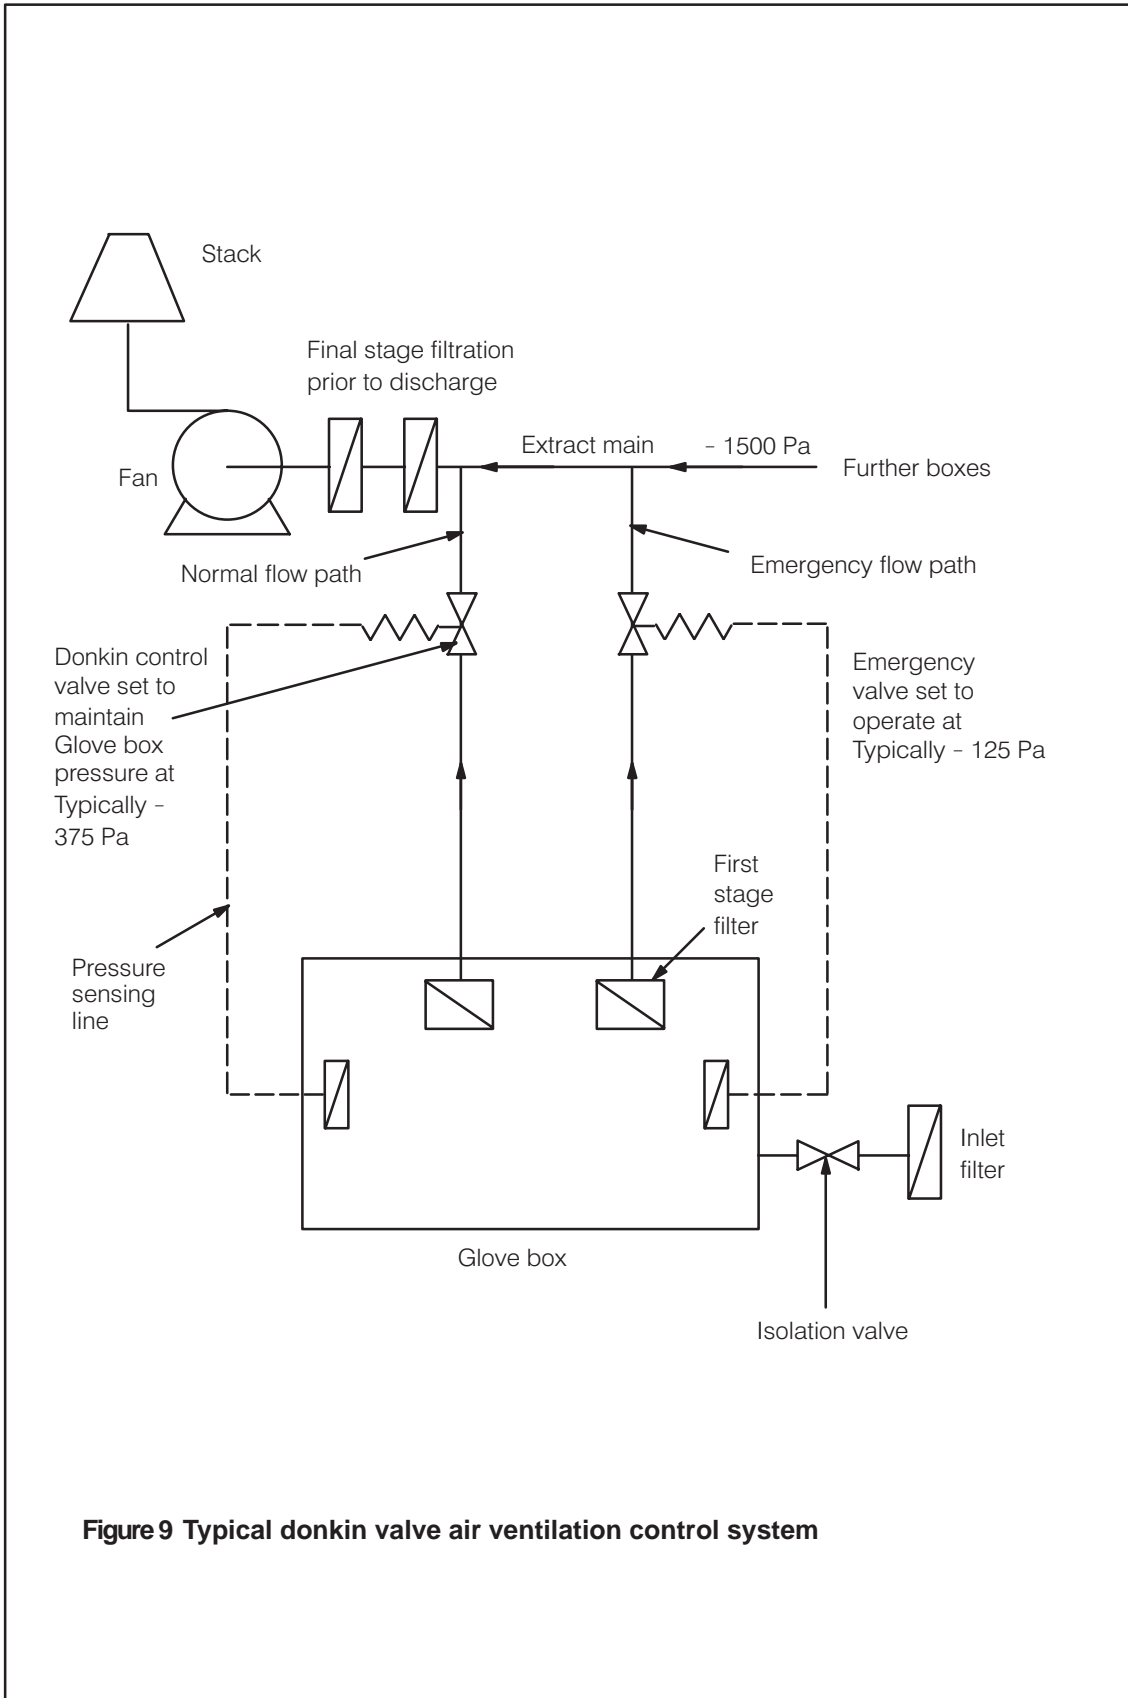 Stack
Final stage filtration
prior to discharge
Extract main
- 1500 Pa
Further boxes
Fan
Normal flow path
Emergency flow path
Donkin control
valve set to
maintain
Glove box
pressure at
Typically -
375 Pa
Emergency
valve set to
operate at
Typically - 125 Pa
First
stage
filter
Pressure
sensing
line
Inlet
filter
Glove box
Isolation valve
Figure 9 Typical donkin valve air ventilation control system